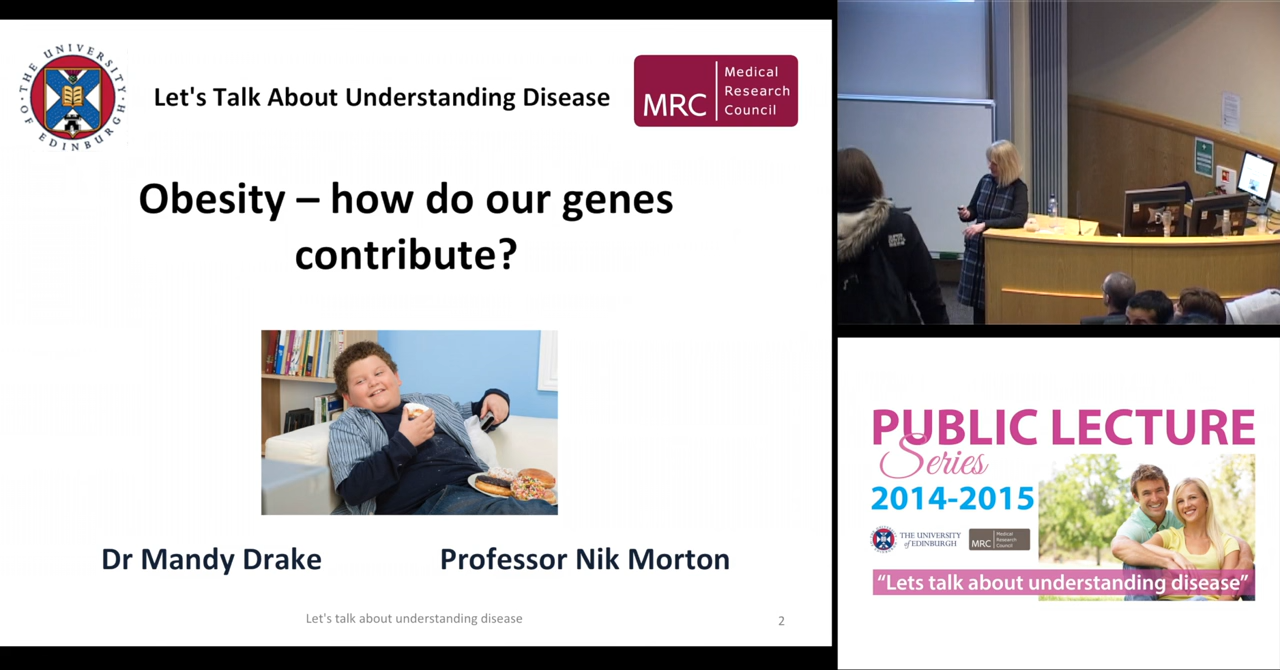 THE UNIVERSITY OF EDINBURGH
Let's Talk About Understanding Disease
MRC
Medical
Research
Council
Obesity – how do our genes
contribute?
Dr Mandy Drake
Professor Nik Morton
Let's talk about understanding disease
2
PUBLIC LECTURE
Series
2014-2015
THE UNIVERSITY
of EDINBURGH
MRC
Medical
Research
Council
“Lets talk about understanding disease”